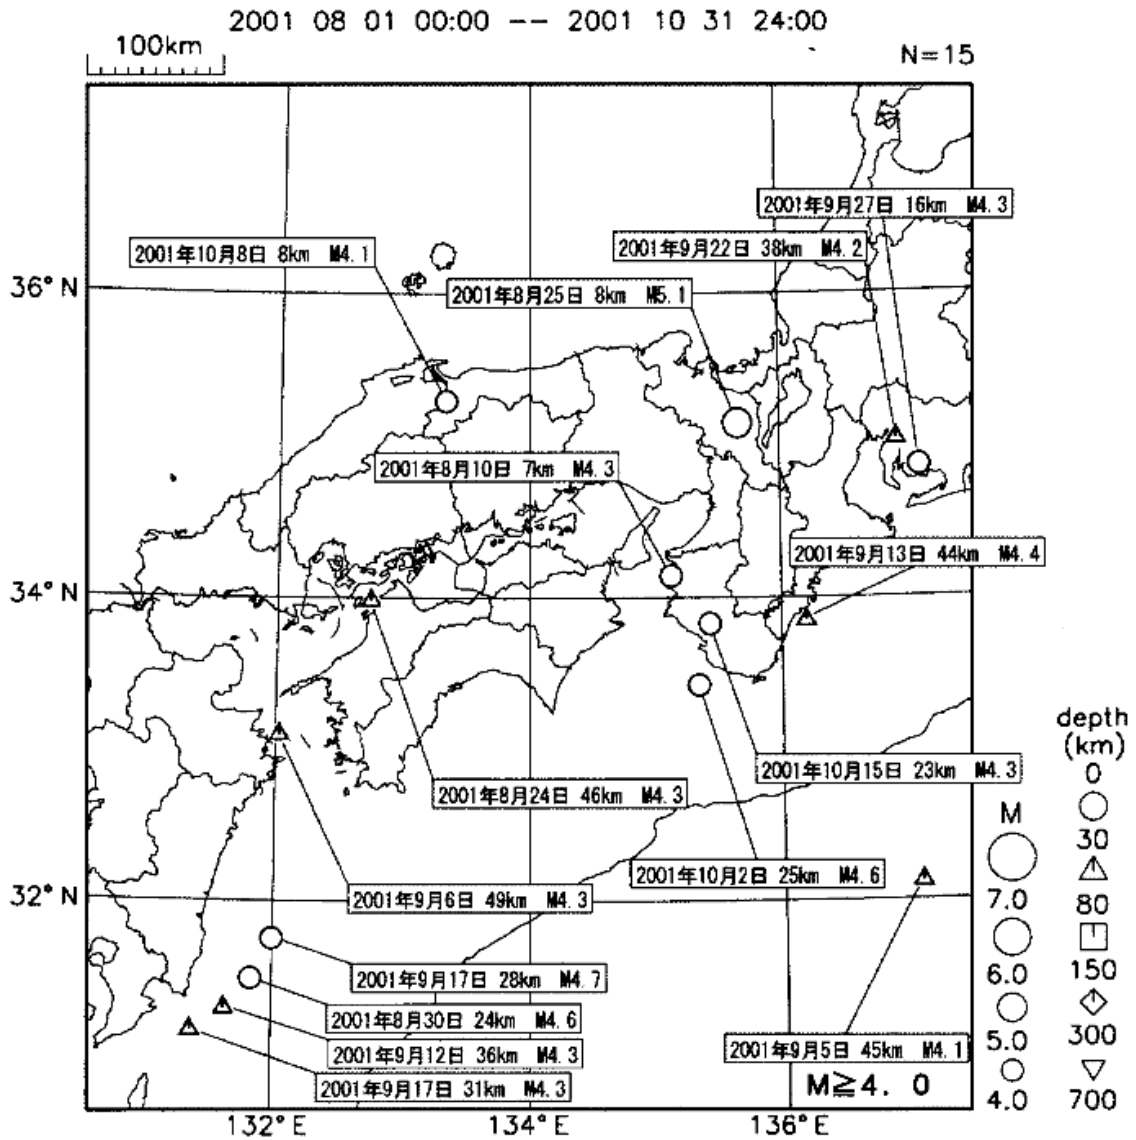 2001 08 01 00:00 -- 2001 10 31 24:00
100km
N=15
2001年9月27日 16km M4.3
2001年10月8日 8km M4.1
2001年9月22日 38km M4.2
36°N
2001年8月25日 8km M5.1
2001年8月10日 7km M4.3
2001年9月13日 44km M4.4
34°N
depth
(km)
2001年10月15日 23km M4.3
0
2001年8月24日 46km M4.3
M
30
2001年10月2日 25km M4.6
32°N
2001年9月6日 49km M4.3
7.0
80
2001年9月17日 28km M4.7
6.0
150
2001年8月30日 24km M4.6
5.0
300
2001年9月12日 36km M4.3
2001年9月5日 45km M4.1
2001年9月17日 31km M4.3
M≧4.0
4.0
700
132°E
134°E
136°E